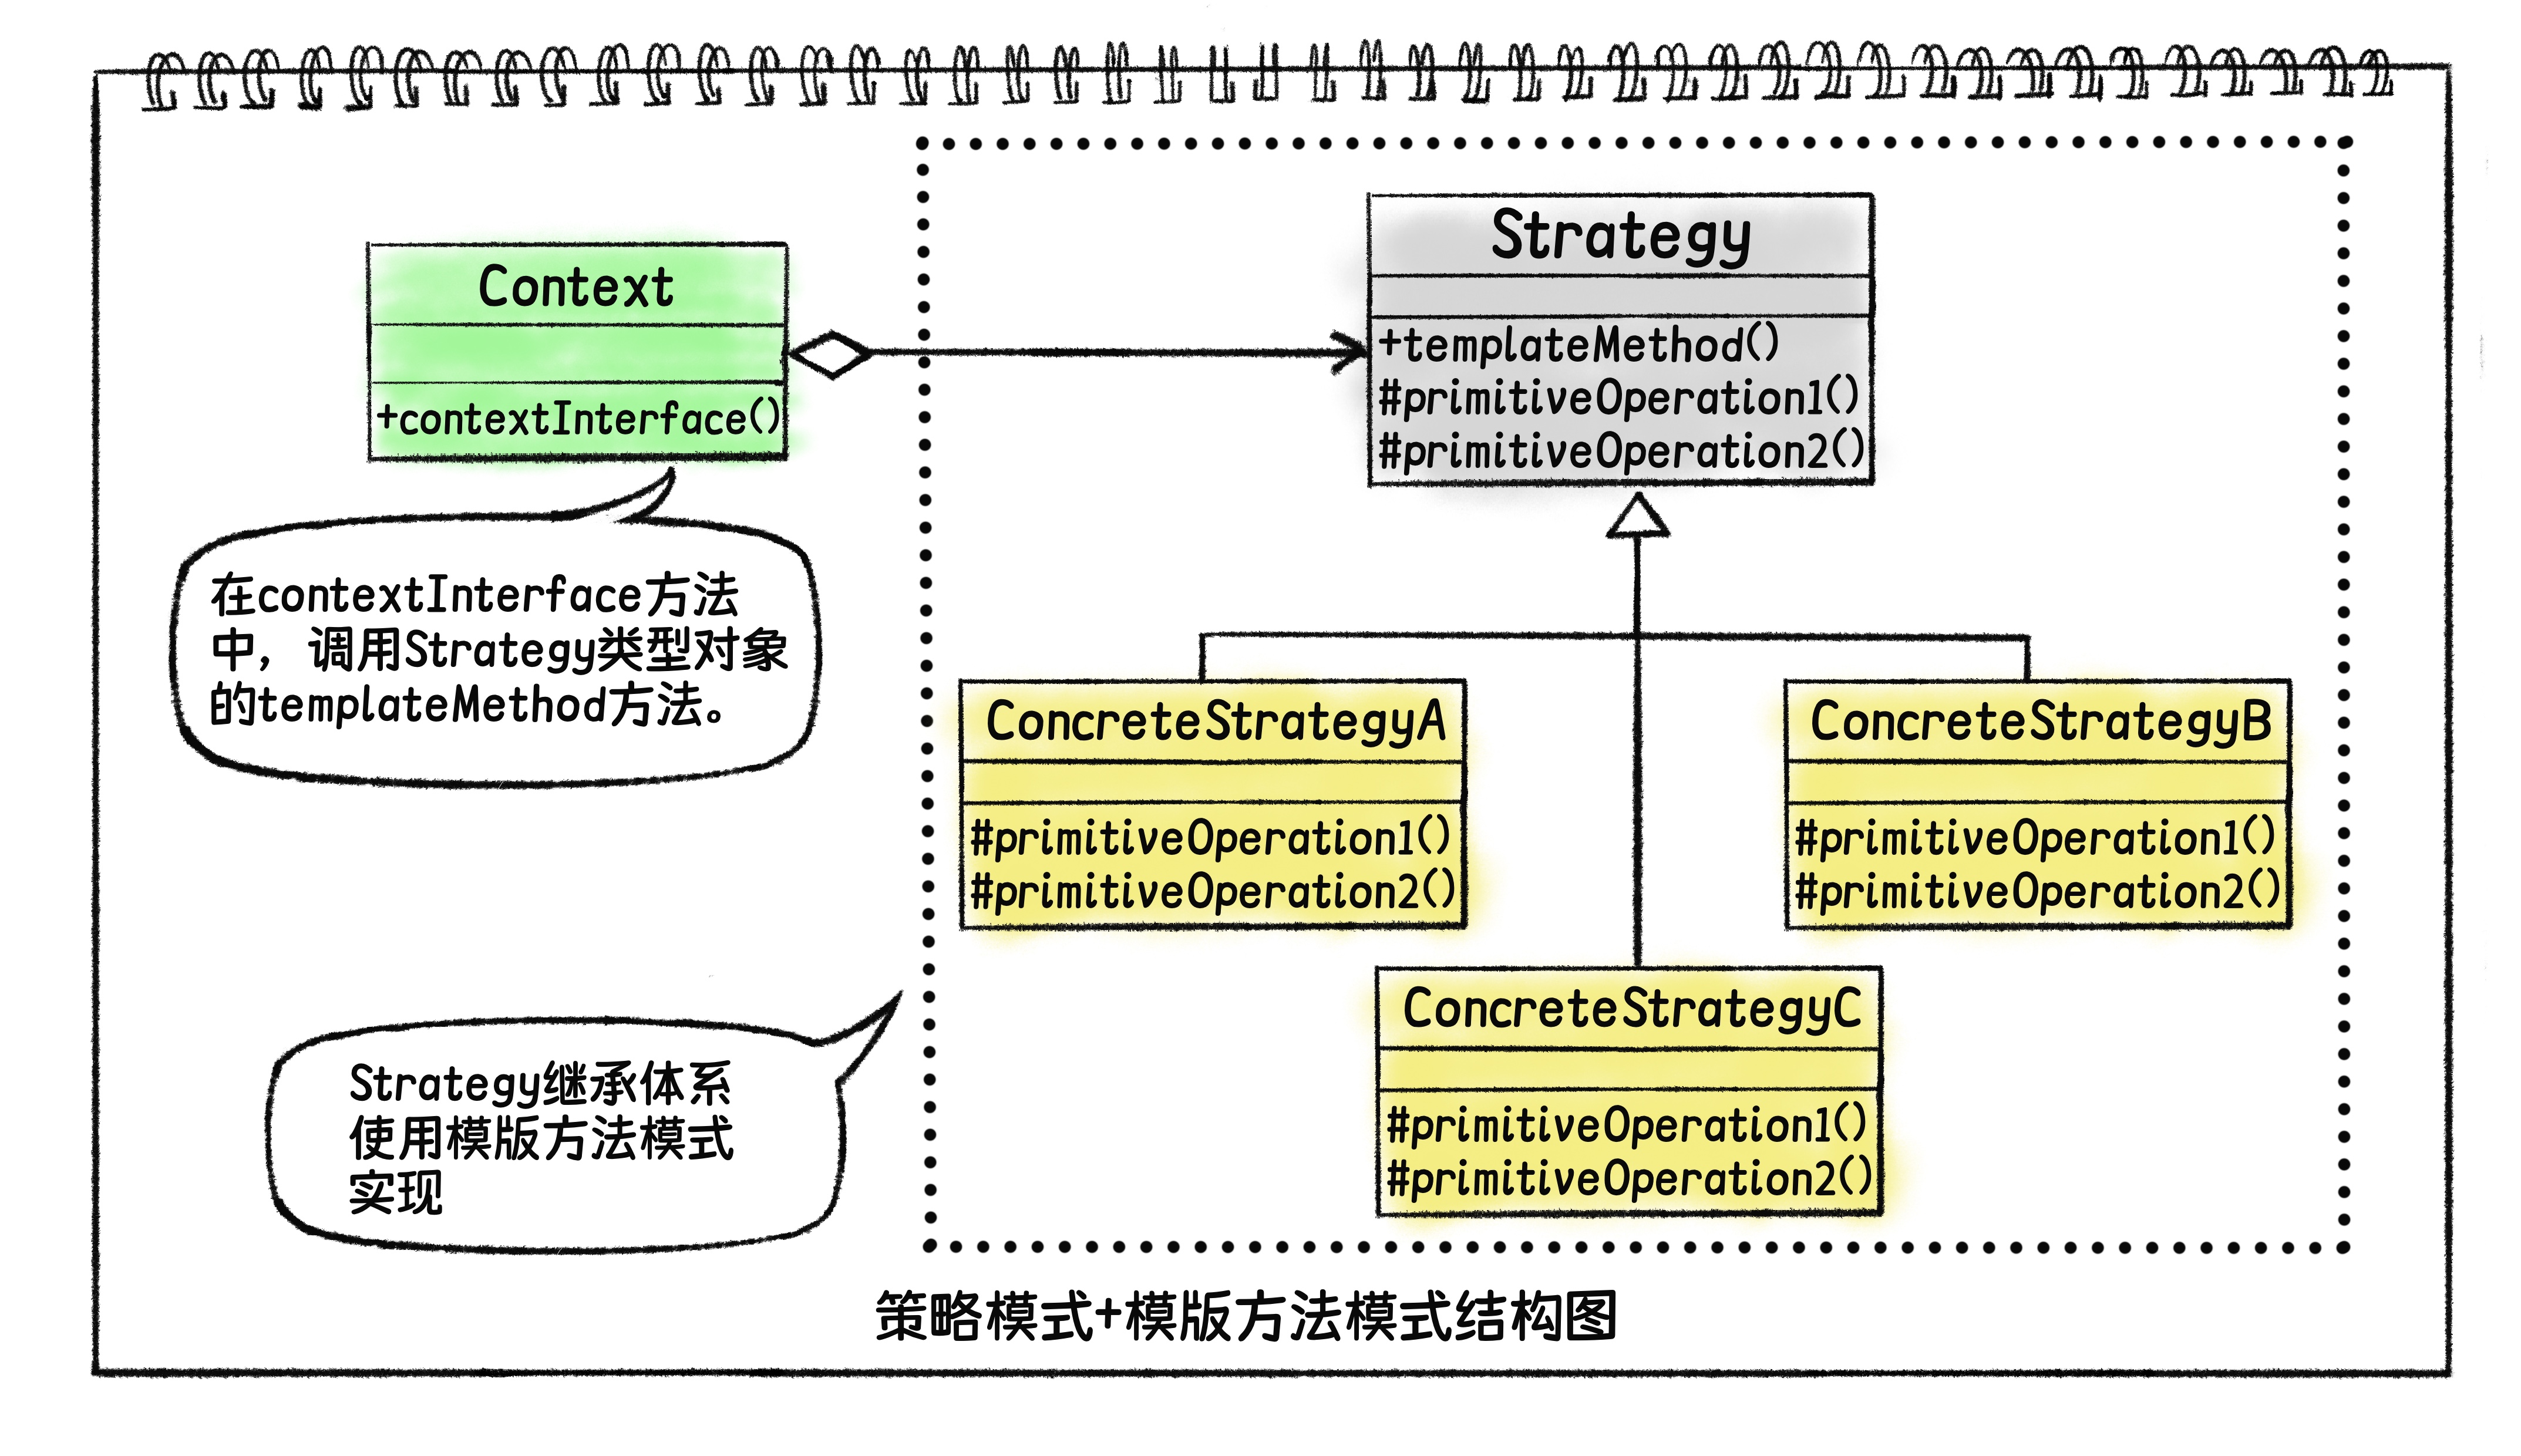 Context
+contextInterface()
在contextInterface方法
中，调用Strategy类型对象
的templateMethod方法。
Strategy
+templateMethod()
#primitiveOperation1()
#primitiveOperation2()
ConcreteStrategyA
#primitiveOperation1()
#primitiveOperation2()
ConcreteStrategyB
#primitiveOperation1()
#primitiveOperation2()
ConcreteStrategyC
#primitiveOperation1()
#primitiveOperation2()
Strategy继承体系
使用模版方法模式
实现
策略模式+模版方法模式结构图